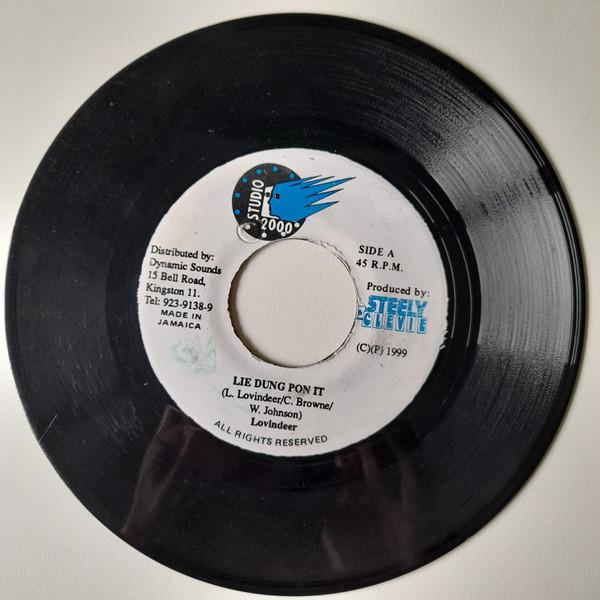 STUDIO
2000
Distributed by:
Dynamic Sounds
15 Bell Road,
Kingston 11.
Tel: 923-9138-9
MADE IN
JAMAICA
SIDE A
45 R.P.M.
Produced by:
STEELY
&CLEVIE
(C)(P) 1999
LIE DUNG PON IT
(L. Lovindeer/C. Browne/
W. Johnson)
Lovindeer
ALL RIGHTS RESERVED